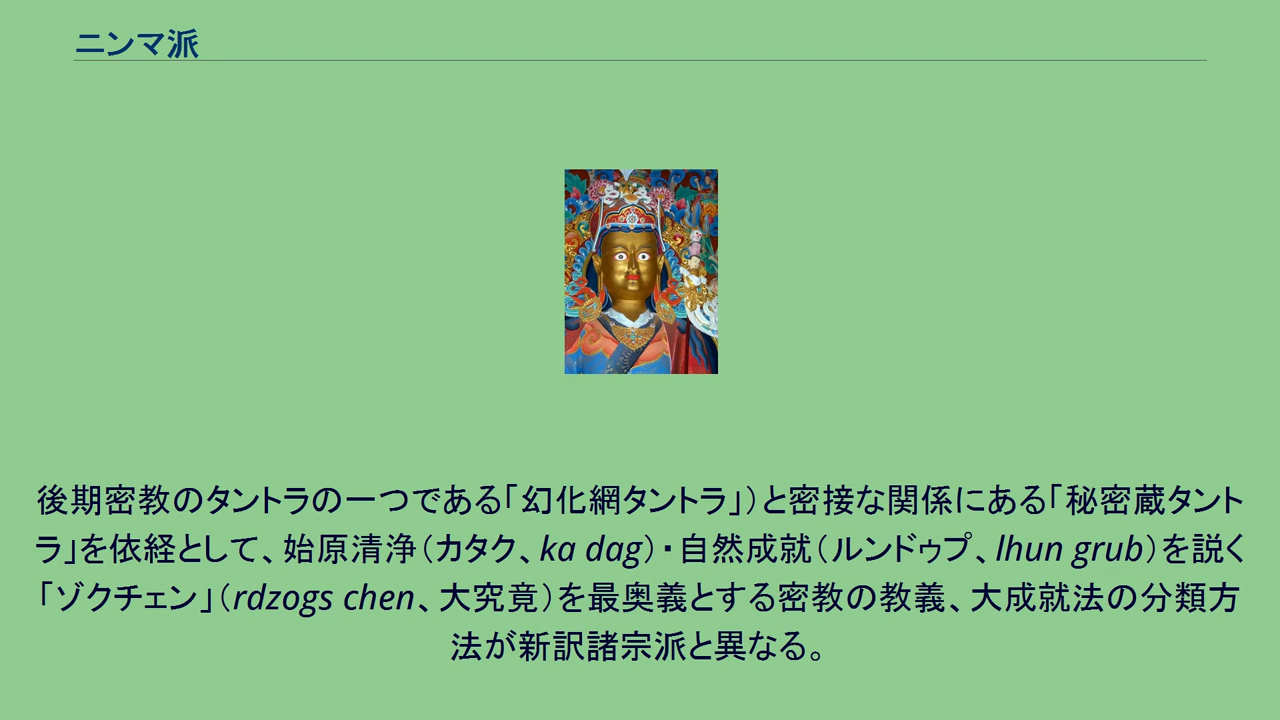 ニンマ派
後期密教のタントラの一つである「幻化網タントラ」）と密接な関係にある「秘密蔵タント
ラ」を依経として、始原清浄（カタク、ka dag）・自然成就（ルンドゥプ、lhun grub）を説く
「ゾクチェン」（rdzogs chen、大究竟）を最奥義とする密教の教義、大成就法の分類方
法が新訳諸宗派と異なる。